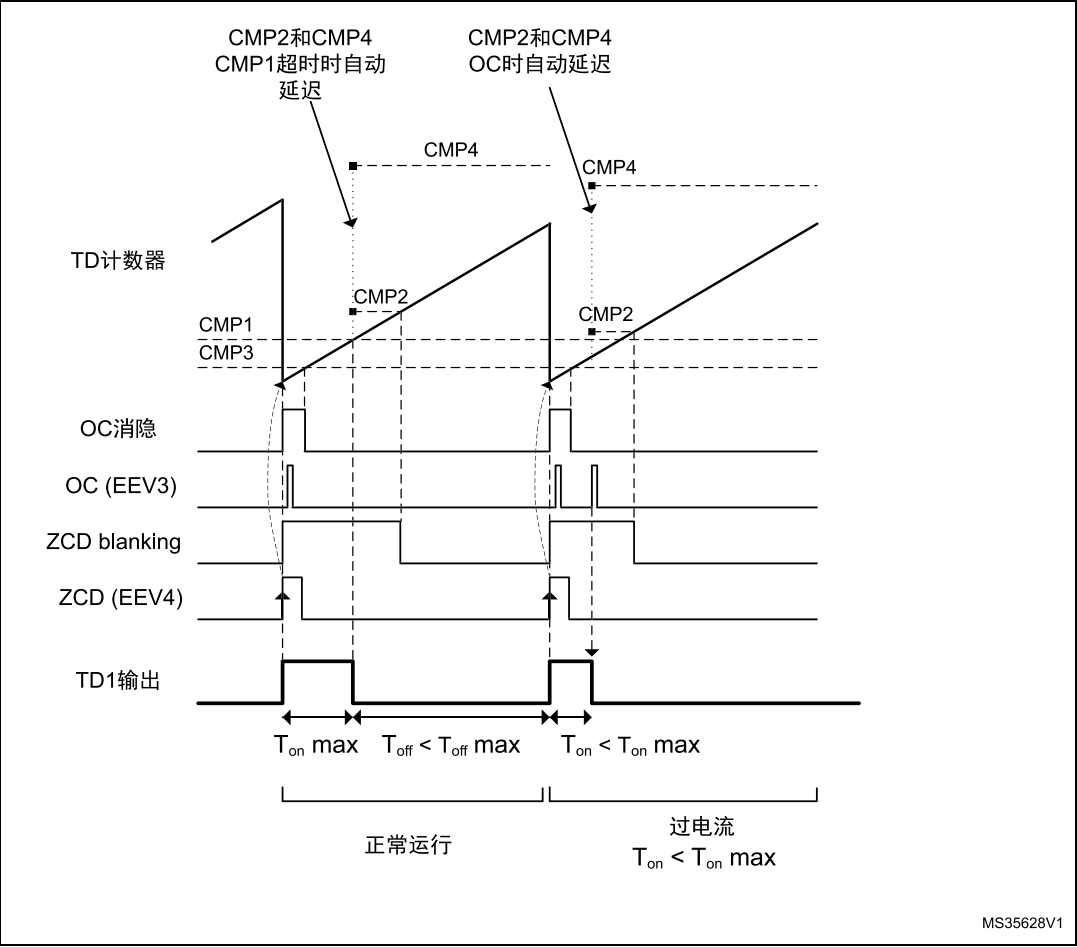 CMP2和CMP4
CMP1超时时自动
延迟
CMP2和CMP4
OC时自动延迟
CMP4
CMP4
TD计数器
CMP2
CMP2
CMP1
CMP3
OC消隐
OC (EEV3)
ZCD blanking
ZCD (EEV4)
TD1输出
Ton max
Toff < Toff max
Ton < Ton max
正常运行
过电流
Ton < Ton max
MS35628V1